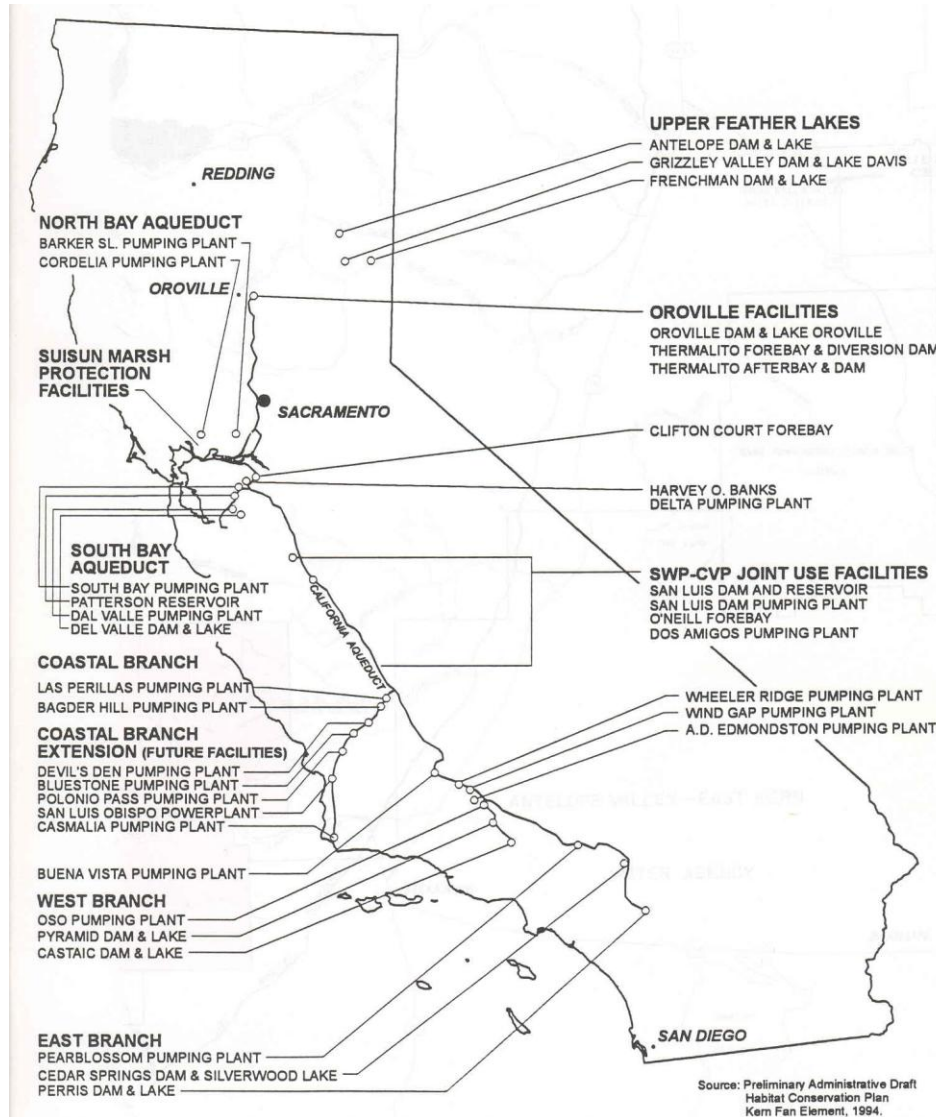 UPPER FEATHER LAKES
ANTELOPE DAM & LAKE
GRIZZLEY VALLEY DAM & LAKE DAVIS
FRENCHMAN DAM & LAKE
REDDING
NORTH BAY AQUEDUCT
BARKER SL. PUMPING PLANT
CORDELIA PUMPING PLANT
OROVILLE
OROVILLE FACILITIES
OROVILLE DAM & LAKE OROVILLE
THERMALITO FOREBAY & DIVERSION DAM
THERMALITO AFTERBAY & DAM
SUISUN MARSH
PROTECTION
FACILITIES
SACRAMENTO
CLIFTON COURT FOREBAY
HARVEY O. BANKS
DELTA PUMPING PLANT
SOUTH BAY
AQUEDUCT
SOUTH BAY PUMPING PLANT
PATTERSON RESERVOIR
DAL VALLE PUMPING PLANT
DEL VALLE DAM & LAKE
SWP-CVP JOINT USE FACILITIES
SAN LUIS DAM AND RESERVOIR
SAN LUIS DAM PUMPING PLANT
O'NEILL FOREBAY
DOS AMIGOS PUMPING PLANT
CALIFORNIA AQUEDUCT
COASTAL BRANCH
LAS PERILLAS PUMPING PLANT
BAGDER HILL PUMPING PLANT
WHEELER RIDGE PUMPING PLANT
WIND GAP PUMPING PLANT
A.D. EDMONDSTON PUMPING PLANT
COASTAL BRANCH
EXTENSION (FUTURE FACILITIES)
DEVIL'S DEN PUMPING PLANT
BLUESTONE PUMPING PLANT
POLONIO PASS PUMPING PLANT
SAN LUIS OBISPO POWERPLANT
CASMALIA PUMPING PLANT
BUENA VISTA PUMPING PLANT
WEST BRANCH
OSO PUMPING PLANT
PYRAMID DAM & LAKE
CASTAIC DAM & LAKE
EAST BRANCH
PEARBLOSSOM PUMPING PLANT
CEDAR SPRINGS DAM & SILVERWOOD LAKE
PERRIS DAM & LAKE
SAN DIEGO
Source: Preliminary Administrative Draft
Habitat Conservation Plan
Kern Fan Element, 1994.